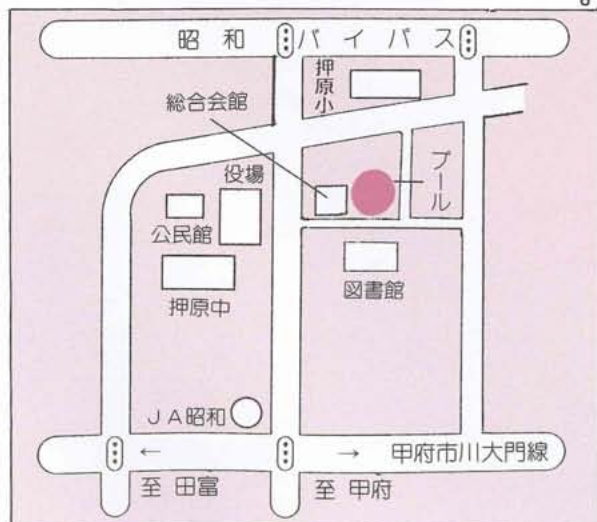 昭和バイパス
押原小
総合会館
プール
役場
公民館
図書館
押原中
JA昭和
← → 甲府市川大門線
至 田富 至 甲府